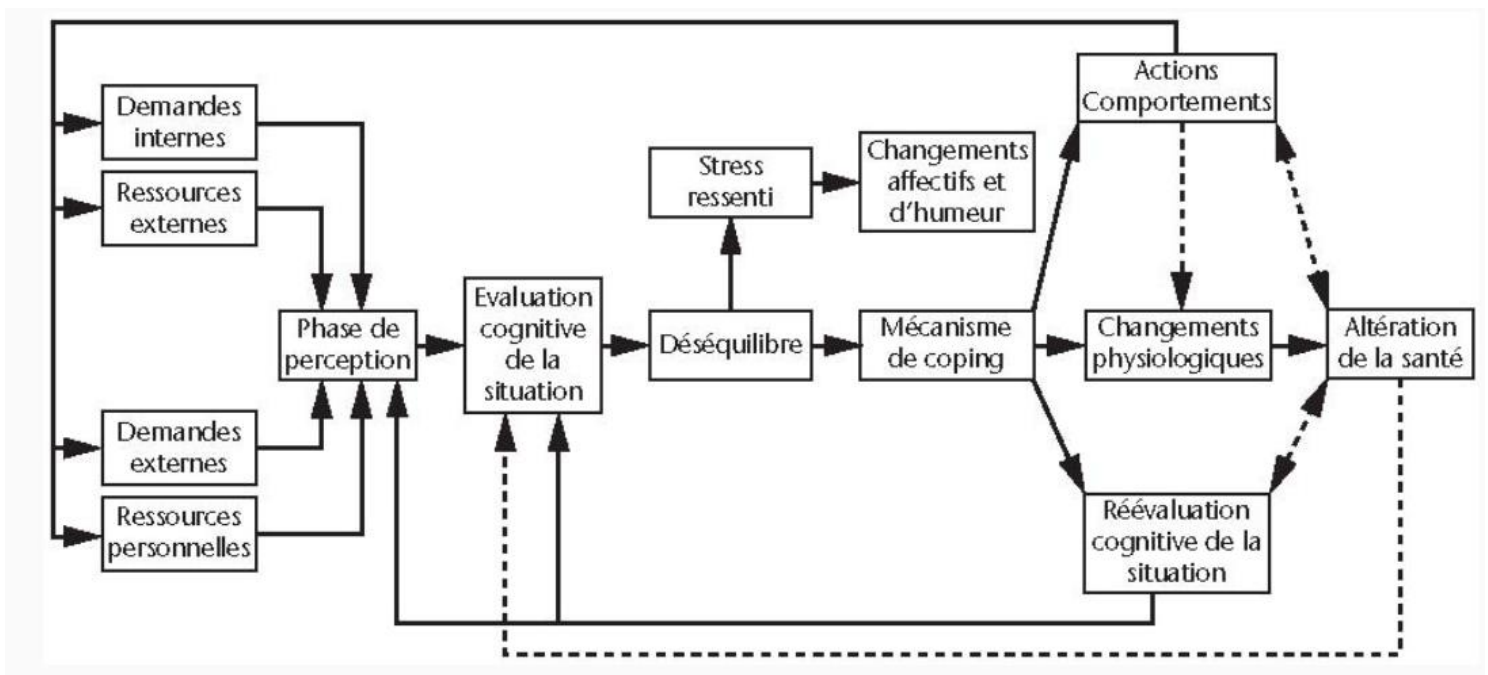 Demandes
internes
Ressources
externes
Demandes
externes
Ressources
personnelles
Phase de
perception
Evaluation
cognitive
de la
situation
Déséquilibre
Stress
ressenti
Changements
affectifs et
d'humeur
Mécanisme
de coping
Actions
Comportements
Changements
physiologiques
Réévaluation
cognitive de la
situation
Altération
de la santé